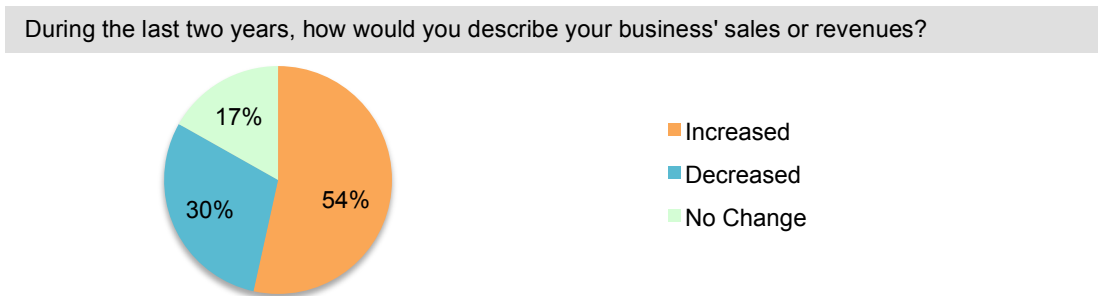 During the last two years, how would you describe your business' sales or revenues?
17%
Increased
Decreased
54%
30%
No Change